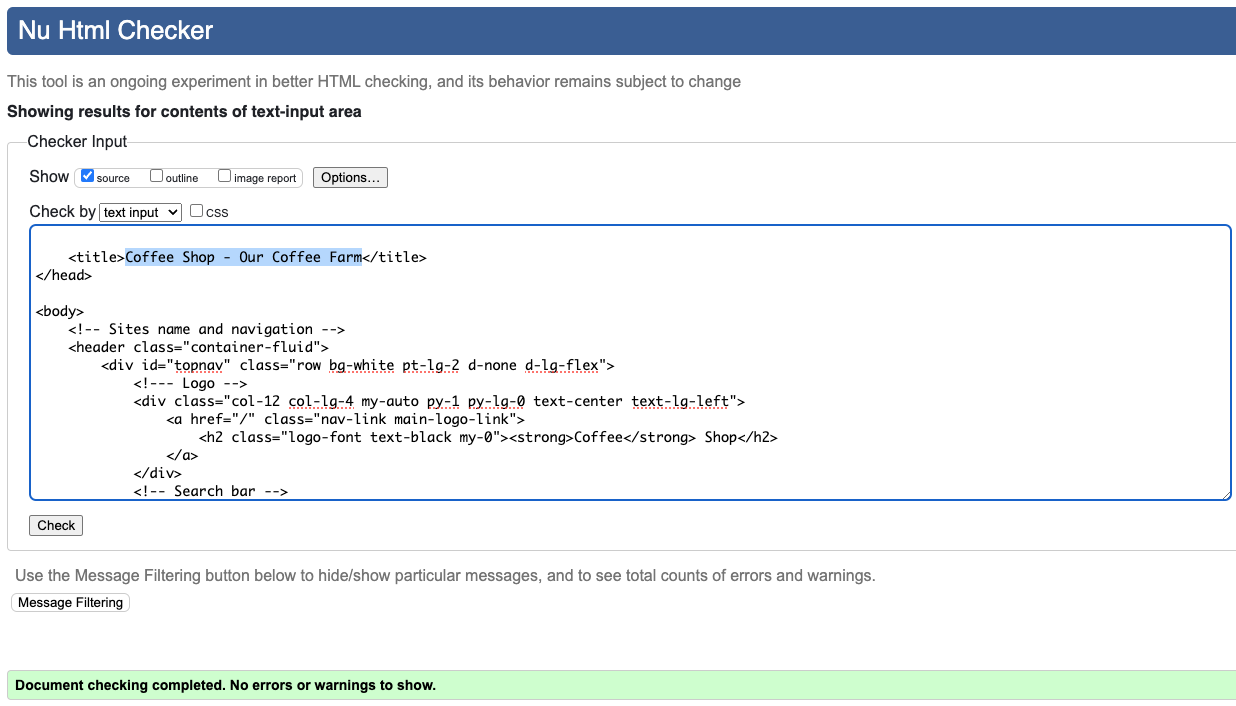 Nu Html Checker
This tool is an ongoing experiment in better HTML checking, and its behavior remains subject to change
Showing results for contents of text-input area
Checker Input
Show source outline image report Options...
Check by text input css
<title>Coffee Shop - Our Coffee Farm</title>
</head>
<body>
<!-- Sites name and navigation -->
<header class="container-fluid">
<div id="topnav" class="row bg-white pt-lg-2 d-none d-lg-flex">
<!--- Logo -->
<div class="col-12 col-lg-4 my-auto py-1 py-lg-0 text-center text-lg-left">
<a href="/" class="nav-link main-logo-link">
<h2 class="logo-font text-black my-0"><strong>Coffee</strong> Shop</h2>
</a>
</div>
<!-- Search bar -->
Check
Use the Message Filtering button below to hide/show particular messages, and to see total counts of errors and warnings.
Message Filtering
Document checking completed. No errors or warnings to show.